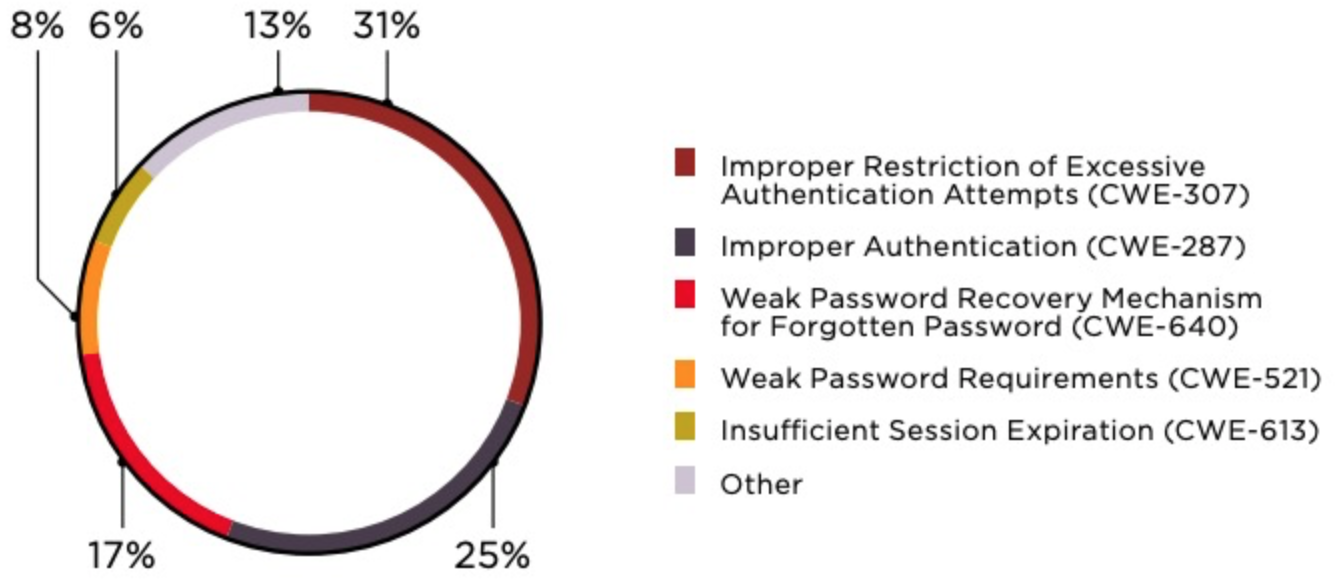 8% 6% 13% 31%
Improper Restriction of Excessive
Authentication Attempts (CWE-307)
Improper Authentication (CWE-287)
Weak Password Recovery Mechanism
for Forgotten Password (CWE-640)
Weak Password Requirements (CWE-521)
Insufficient Session Expiration (CWE-613)
Other
17% 25%